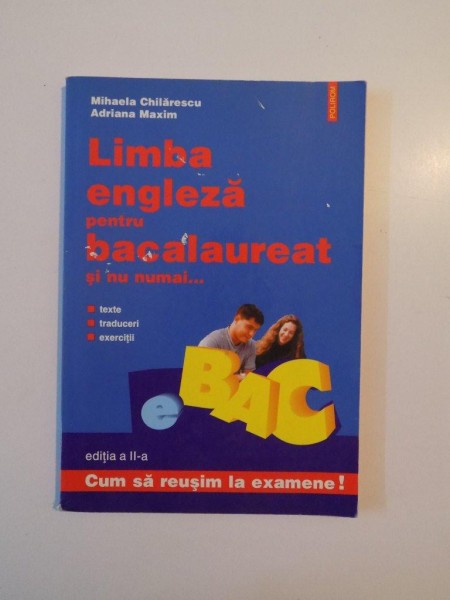 Mihaela Chilărescu
Adriana Maxim
POLIROM
Limba
engleză
pentru
bacalaureat
și nu numai...
texte
traduceri
exerciții
e BAC
ediția a II-a
Cum să reușim la examene!